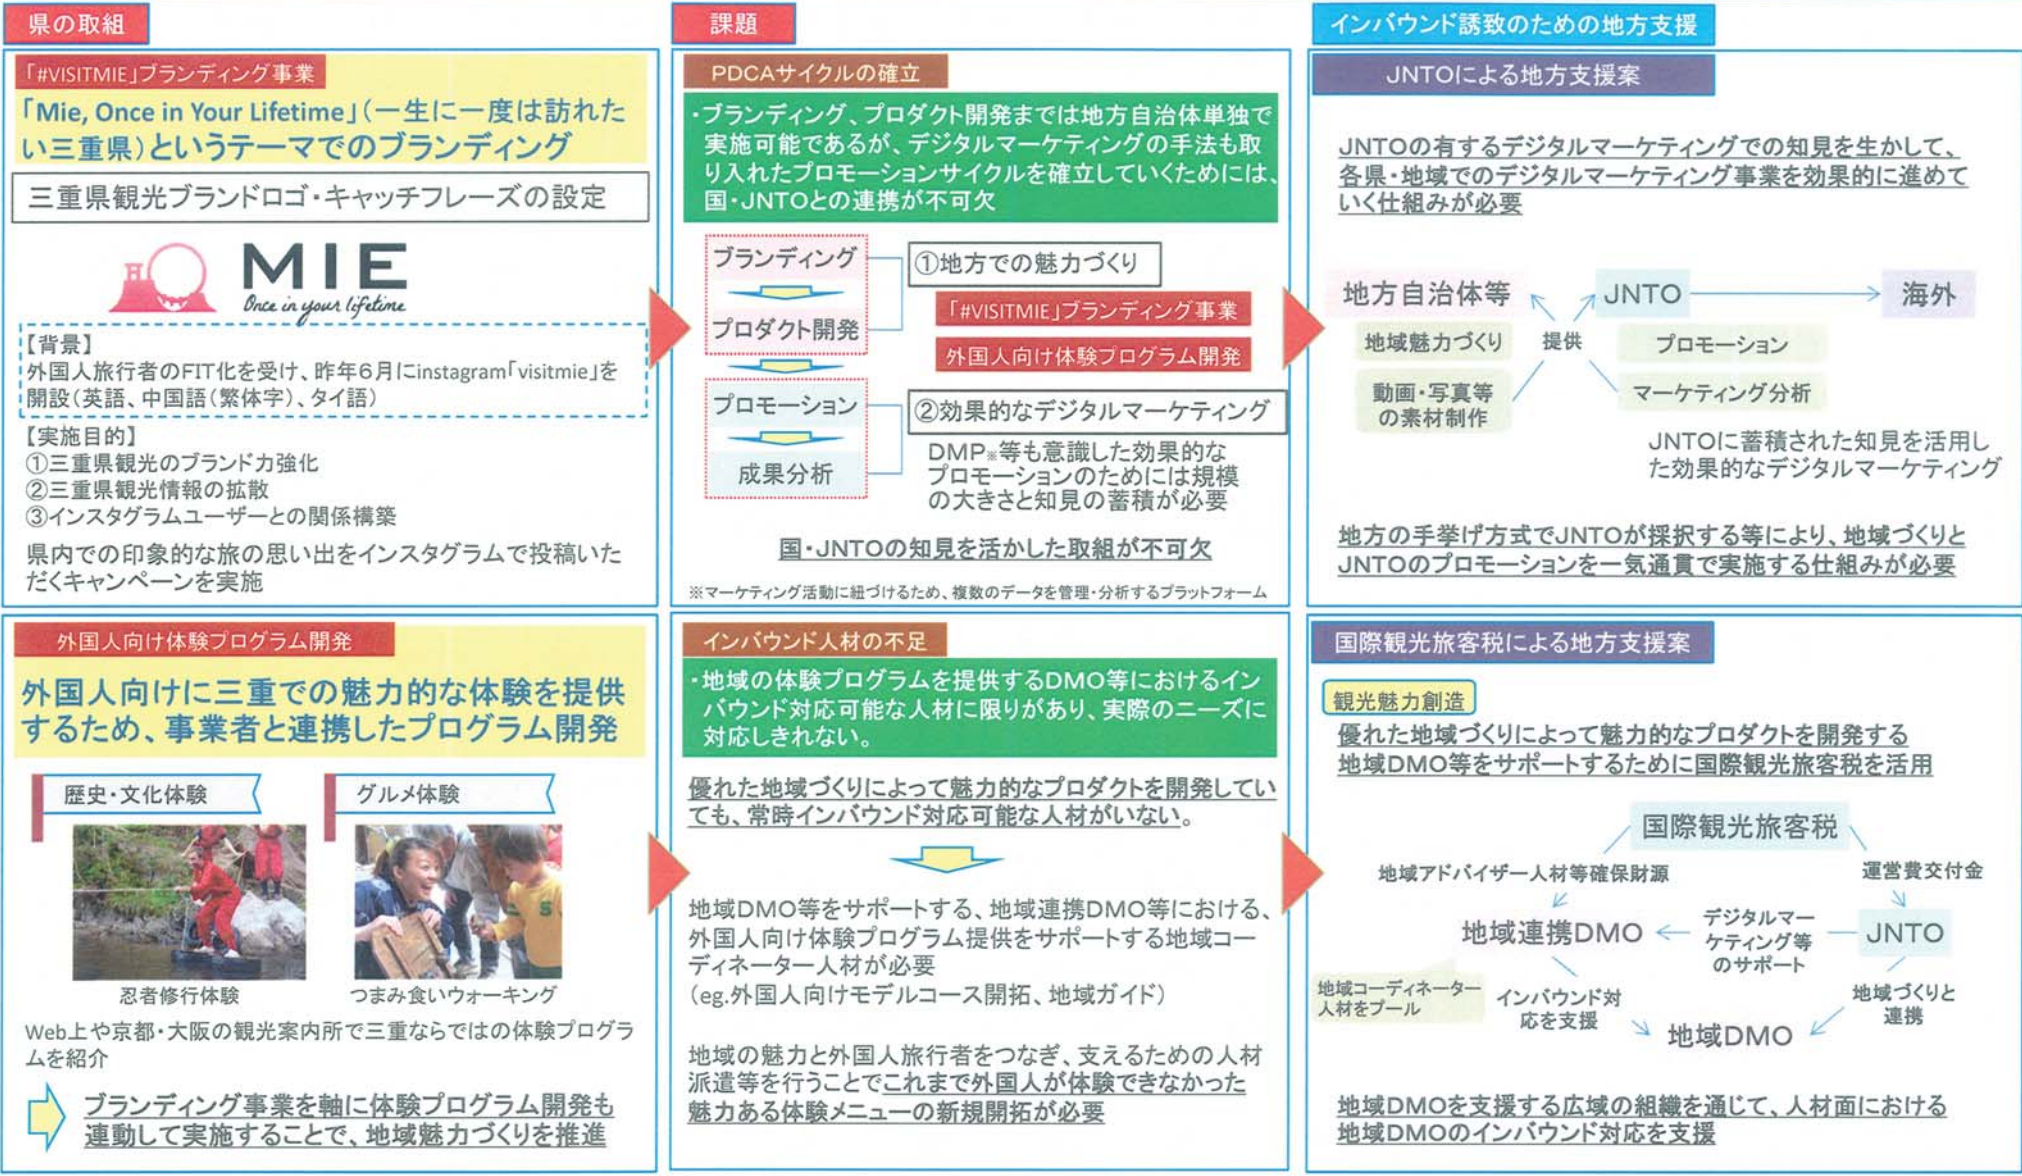 県の取組
「#VISITMIE」ブランディング事業
「Mie, Once in Your Lifetime」(一生に一度は訪れた
い三重県)というテーマでのブランディング
三重県観光ブランドロゴ・キャッチフレーズの設定
MIE
Once in your lifetime
【背景】
外国人旅行者のFIT化を受け、昨年6月にinstagram「visitmie」を
開設(英語、中国語(繁体字)、タイ語)
【実施目的】
①三重県観光のブランド力強化
②三重県観光情報の拡散
③インスタグラムユーザーとの関係構築
県内での印象的な旅の思い出をインスタグラムで投稿いた
だくキャンペーンを実施
外国人向け体験プログラム開発
外国人向けに三重での魅力的な体験を提供
するため、事業者と連携したプログラム開発
歴史・文化体験
グルメ体験
忍者修行体験
つまみ食いウォーキング
Web上や京都・大阪の観光案内所で三重ならではの体験プログラ
ムを紹介
ブランディング事業を軸に体験プログラム開発も
連動して実施することで、地域魅力づくりを推進
課題
PDCAサイクルの確立
・ブランディング、プロダクト開発までは地方自治体単独で
実施可能であるが、デジタルマーケティングの手法も取
り入れたプロモーションサイクルを確立していくためには、
国・JNTOとの連携が不可欠
ブランディング
プロダクト開発
プロモーション
成果分析
①地方での魅力づくり
「#VISITMIE」ブランディング事業
外国人向け体験プログラム開発
②効果的なデジタルマーケティング
DMP※等も意識した効果的な
プロモーションのためには規模
の大きさと知見の蓄積が必要
国・JNTOの知見を活かした取組が不可欠
※マーケティング活動に紐づけるため、複数のデータを管理・分析するプラットフォーム
インバウンド人材の不足
・地域の体験プログラムを提供するDMO等におけるイン
バウンド対応可能な人材に限りがあり、実際のニーズに
対応しきれない。
優れた地域づくりによって魅力的なプロダクトを開発してい
ても、常時インバウンド対応可能な人材がいない。
地域DMO等をサポートする、地域連携DMO等における、
外国人向け体験プログラム提供をサポートする地域コー
ディネーター人材が必要
(eg.外国人向けモデルコース開拓、地域ガイド)
地域の魅力と外国人旅行者をつなぎ、支えるための人材
派遣等を行うことでこれまで外国人が体験できなかった
魅力ある体験メニューの新規開拓が必要
インバウンド誘致のための地方支援
JNTOによる地方支援案
JNTOの有するデジタルマーケティングでの知見を生かして、
各県・地域でのデジタルマーケティング事業を効果的に進めて
いく仕組みが必要
地方自治体等
JNTO
海外
地域魅力づくり
提供
プロモーション
動画・写真等
の素材制作
マーケティング分析
JNTOに蓄積された知見を活用し
た効果的なデジタルマーケティング
地方の手挙げ方式でJNTOが採択する等により、地域づくりと
JNTOのプロモーションを一気通貫で実施する仕組みが必要
国際観光旅客税による地方支援案
観光魅力創造
優れた地域づくりによって魅力的なプロダクトを開発する
地域DMO等をサポートするために国際観光旅客税を活用
国際観光旅客税
地域アドバイザー人材等確保財源
運営費交付金
地域連携DMO
デジタルマー
ケティング等
のサポート
JNTO
地域コーディネーター
人材をプール
インバウンド対
応を支援
地域づくりと
連携
地域DMO
地域DMOを支援する広域の組織を通じて、人材面における
地域DMOのインバウンド対応を支援